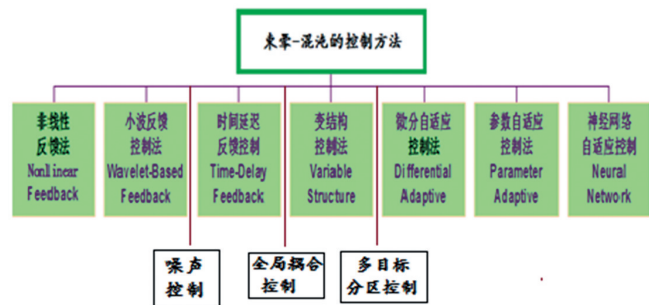 束晕-混沌的控制方法
非线性
反馈法
Nonlinear
Feedback
小波反馈
控制法
Wavelet-Based
Feedback
时间延迟
反馈控制
Time-Delay
Feedback
变结构
控制法
Variable
Structure
微分自适应
控制法
Differential
Adaptive
参数自适应
控制法
Parameter
Adaptive
神经网络
自适应控制
Neural
Network
噪声
控制
全局耦合
控制
多目标
分区控制